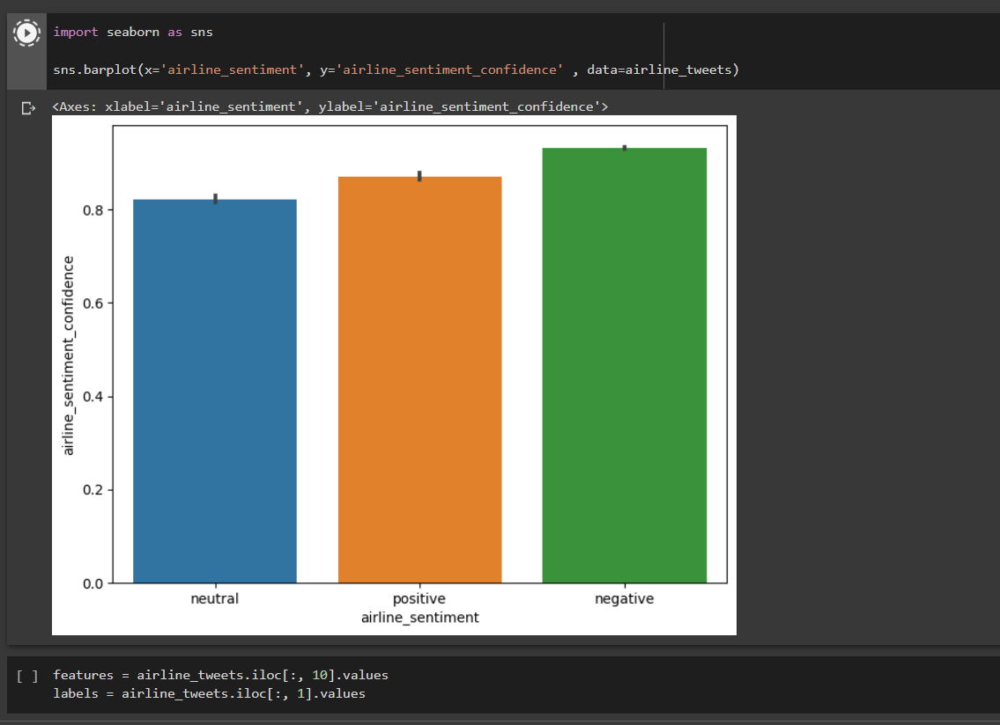 import seaborn as sns
sns.barplot(x='airline_sentiment', y='airline_sentiment_confidence' , data=airline_tweets)
<Axes: xlabel='airline_sentiment', ylabel='airline_sentiment_confidence'>
airline_sentiment_confidence
0.8
0.6
0.4
0.2
0.0
neutral positive negative
airline_sentiment
[ ] features = airline_tweets.iloc[:, 10].values
labels = airline_tweets.iloc[:, 1].values